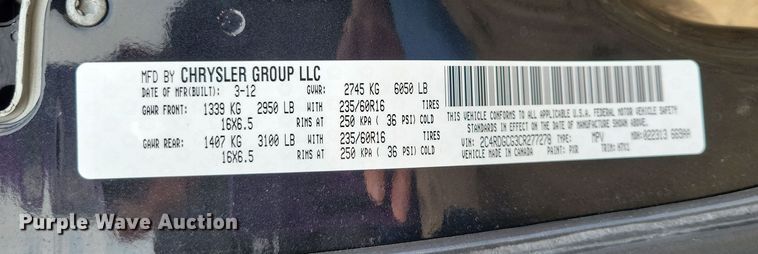 MFD BY CHRYSLER GROUP LLC
DATE OF MFR(BUILT): 3-12 GVWR: 2745 KG 6050 LB
GAWR FRONT: 1339 KG 2950 LB WITH 235/60R16 TIRES
16X6.5 RIMS AT 250 KPA ( 36 PSI) COLD
GAWR REAR: 1407 KG 3100 LB WITH 235/60R16 TIRES
16X6.5 RIMS AT 250 KPA ( 36 PSI) COLD
THIS VEHICLE CONFORMS TO ALL APPLICABLE U.S.A. FEDERAL MOTOR VEHICLE SAFETY
STANDARDS IN EFFECT ON THE DATE OF MANUFACTURE SHOWN ABOVE.
VIN: 2C4RDGCG3CR277278 MPV MDH:022313 669AA
VEHICLE MADE IN CANADA PAINT: PXR TRIM:
Purple Wave Auction